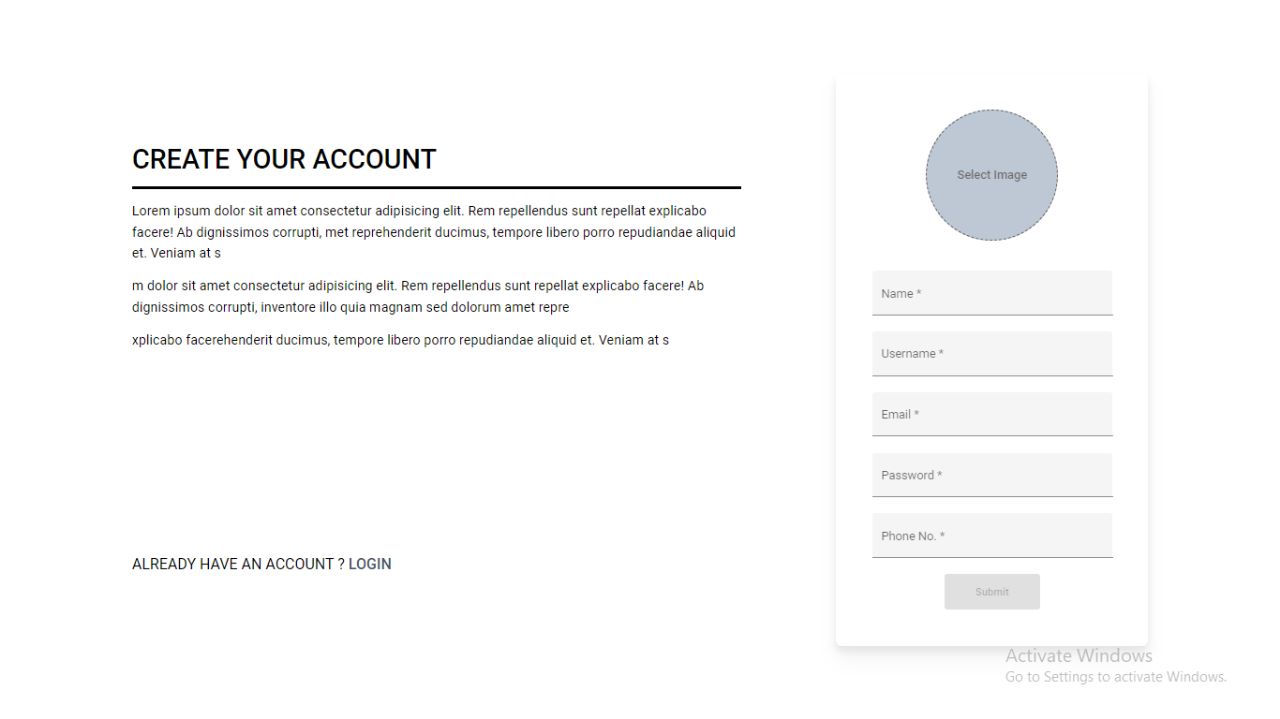 CREATE YOUR ACCOUNT
Lorem ipsum dolor sit amet consectetur adipisicing elit. Rem repellendus sunt repellat explicabo
facere! Ab dignissimos corrupti, met reprehenderit ducimus, tempore libero porro repudiandae aliquid
et. Veniam at s
m dolor sit amet consectetur adipisicing elit. Rem repellendus sunt repellat explicabo facere! Ab
dignissimos corrupti, inventore illo quia magnam sed dolorum amet repre
xplicabo facerehenderit ducimus, tempore libero porro repudiandae aliquid et. Veniam at s
ALREADY HAVE AN ACCOUNT ? LOGIN
Select Image
Name *
Username *
Email *
Password *
Phone No. *
Submit
Activate Windows
Go to Settings to activate Windows.